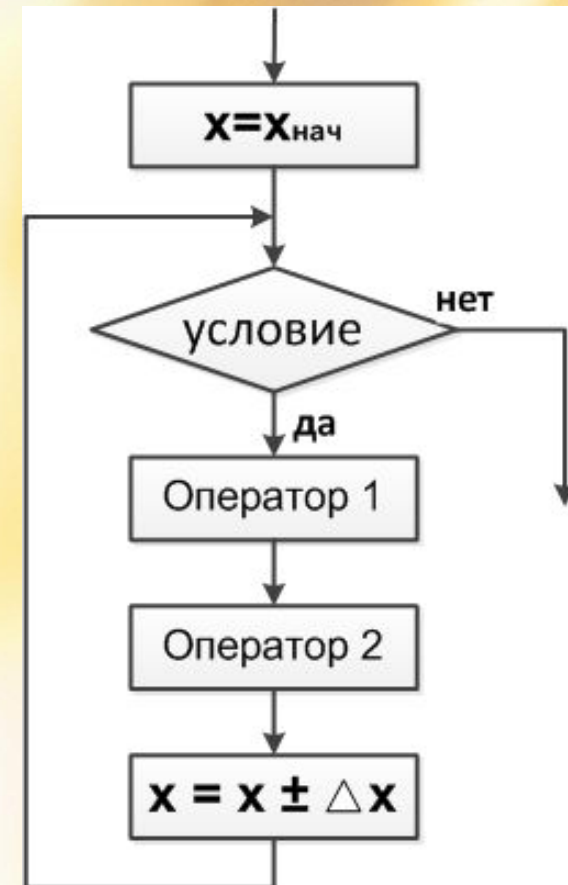 x=xнач
условие
нет
да
Оператор 1
Оператор 2
x = x ± △ x